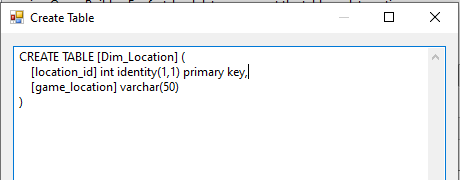 Create Table
CREATE TABLE [Dim_Location] (
[location_id] int identity(1,1) primary key,
[game_location] varchar(50)
)